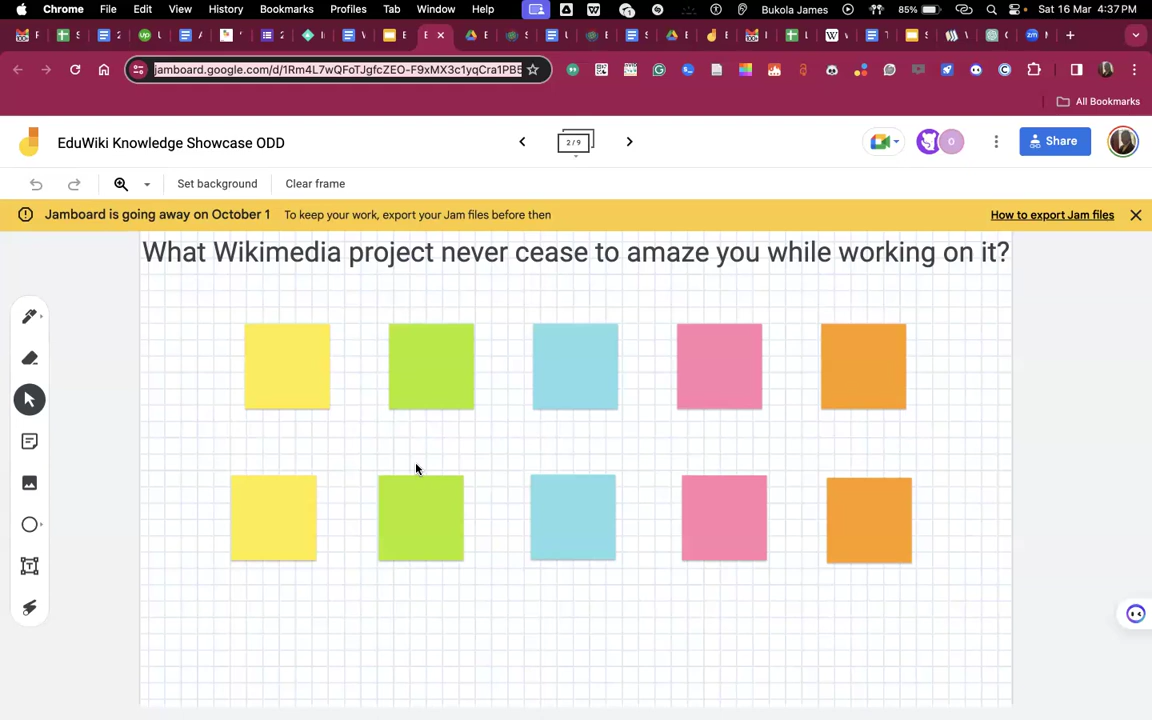 Chrome File Edit View History Bookmarks Profiles Tab Window Help Bukola James 85% Sat 16 Mar 4:37 PM
jamboard.google.com/d/1Rm4L7wQFoTJgfcZEO-F9xMX3c1yqCra1PBE
All Bookmarks
EduWiki Knowledge Showcase ODD
2/9
Share
Set background
Clear frame
Jamboard is going away on October 1 To keep your work, export your Jam files before then How to export Jam files
What Wikimedia project never cease to amaze you while working on it?